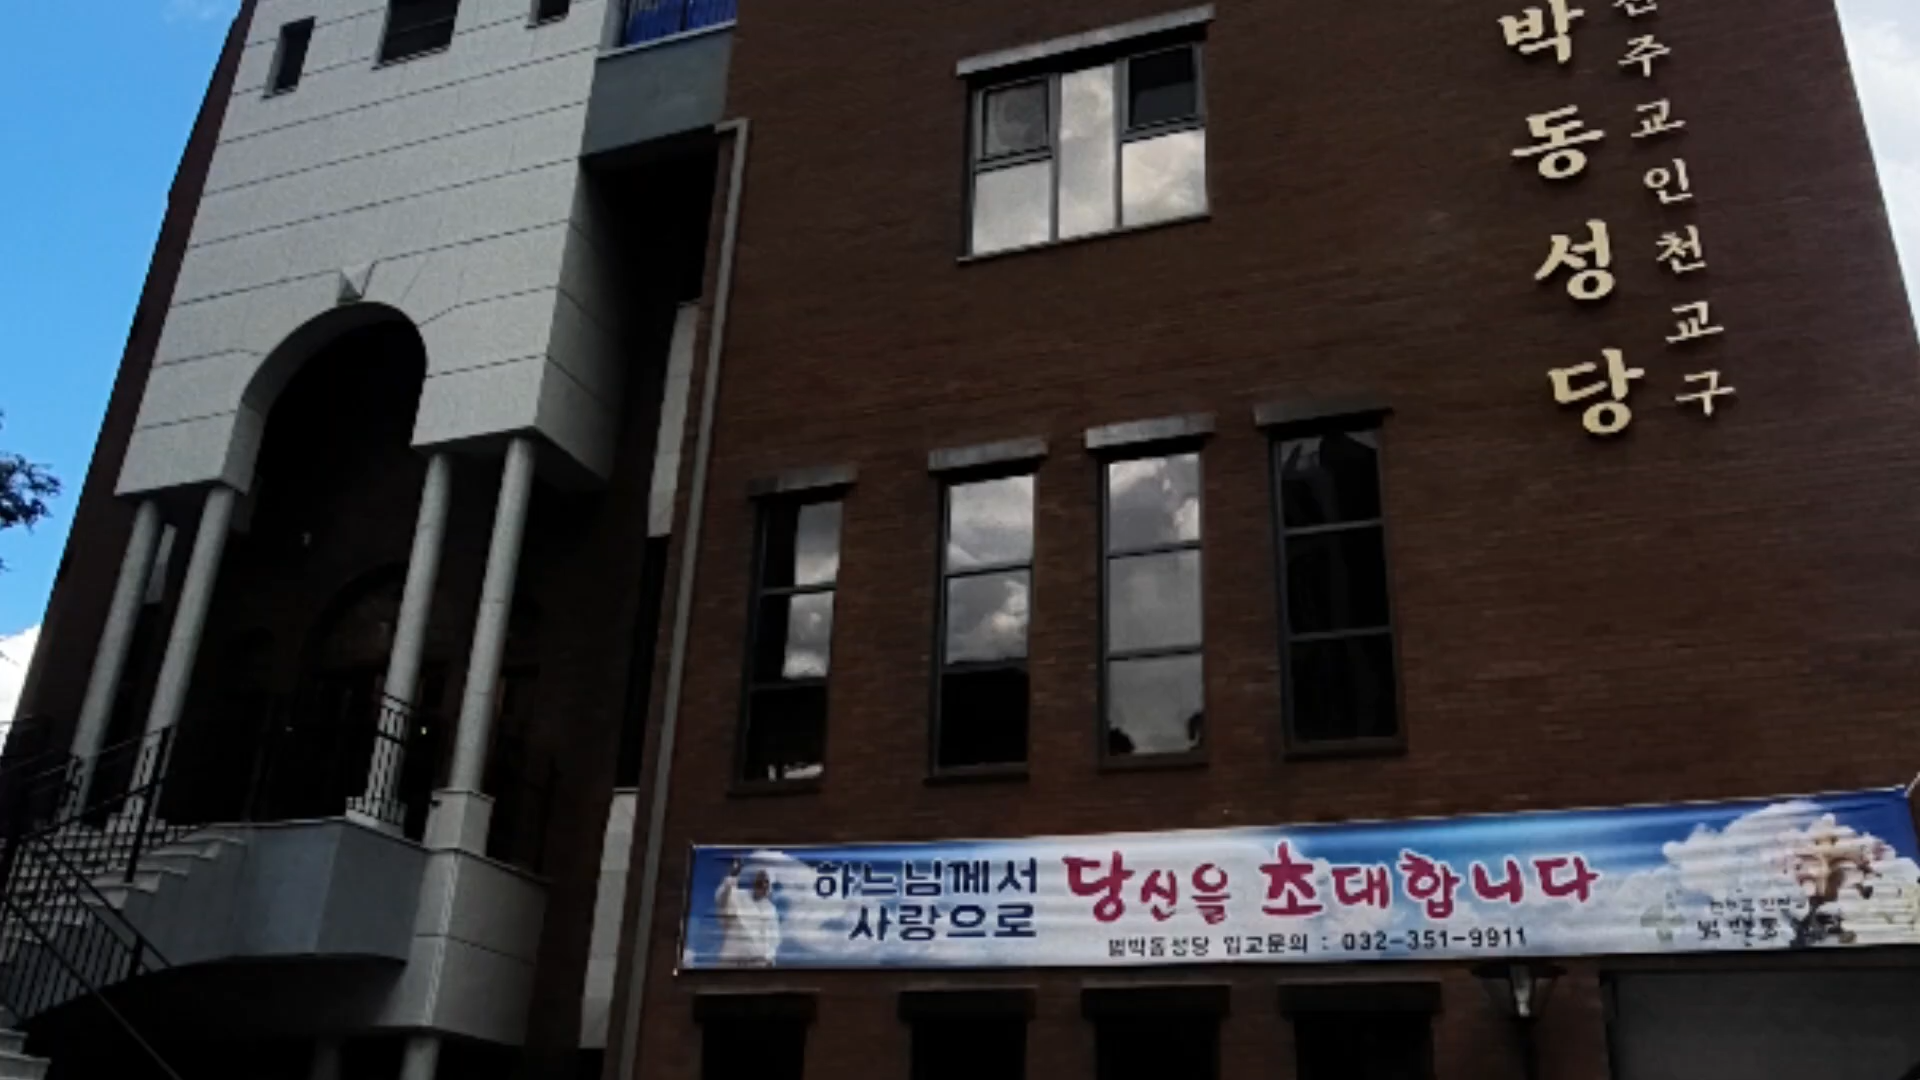 박동성당
주교인천교구
하느님께서
사랑으로
당신을 초대합니다
범박동성당 입교문의 : 032-351-9911